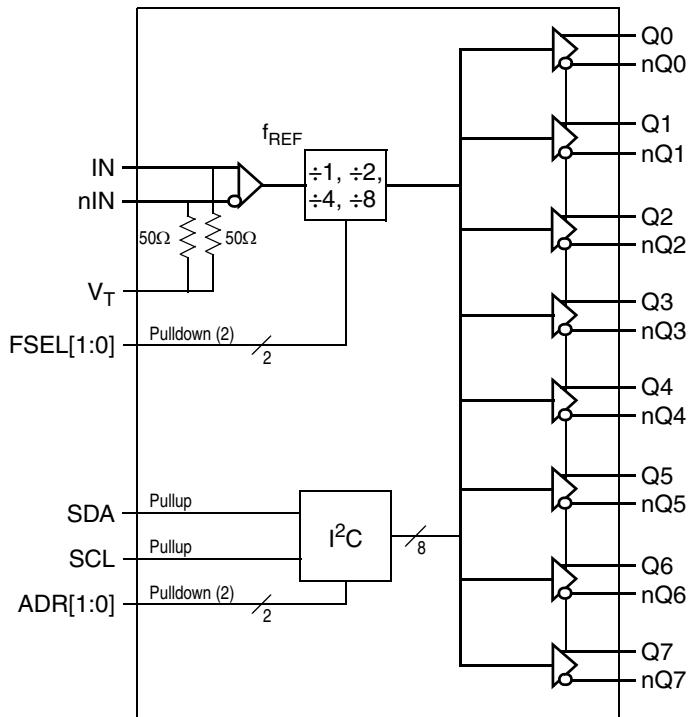 Q0
nQ0
Q1
nQ1
Q2
nQ2
Q3
nQ3
Q4
nQ4
Q5
nQ5
Q6
nQ6
Q7
nQ7
fREF
IN
nIN
÷1, ÷2,
÷4, ÷8
50Ω
50Ω
VT
FSEL[1:0]
Pulldown (2)
2
SDA
Pullup
I²C
8
SCL
Pullup
ADR[1:0]
Pulldown (2)
2